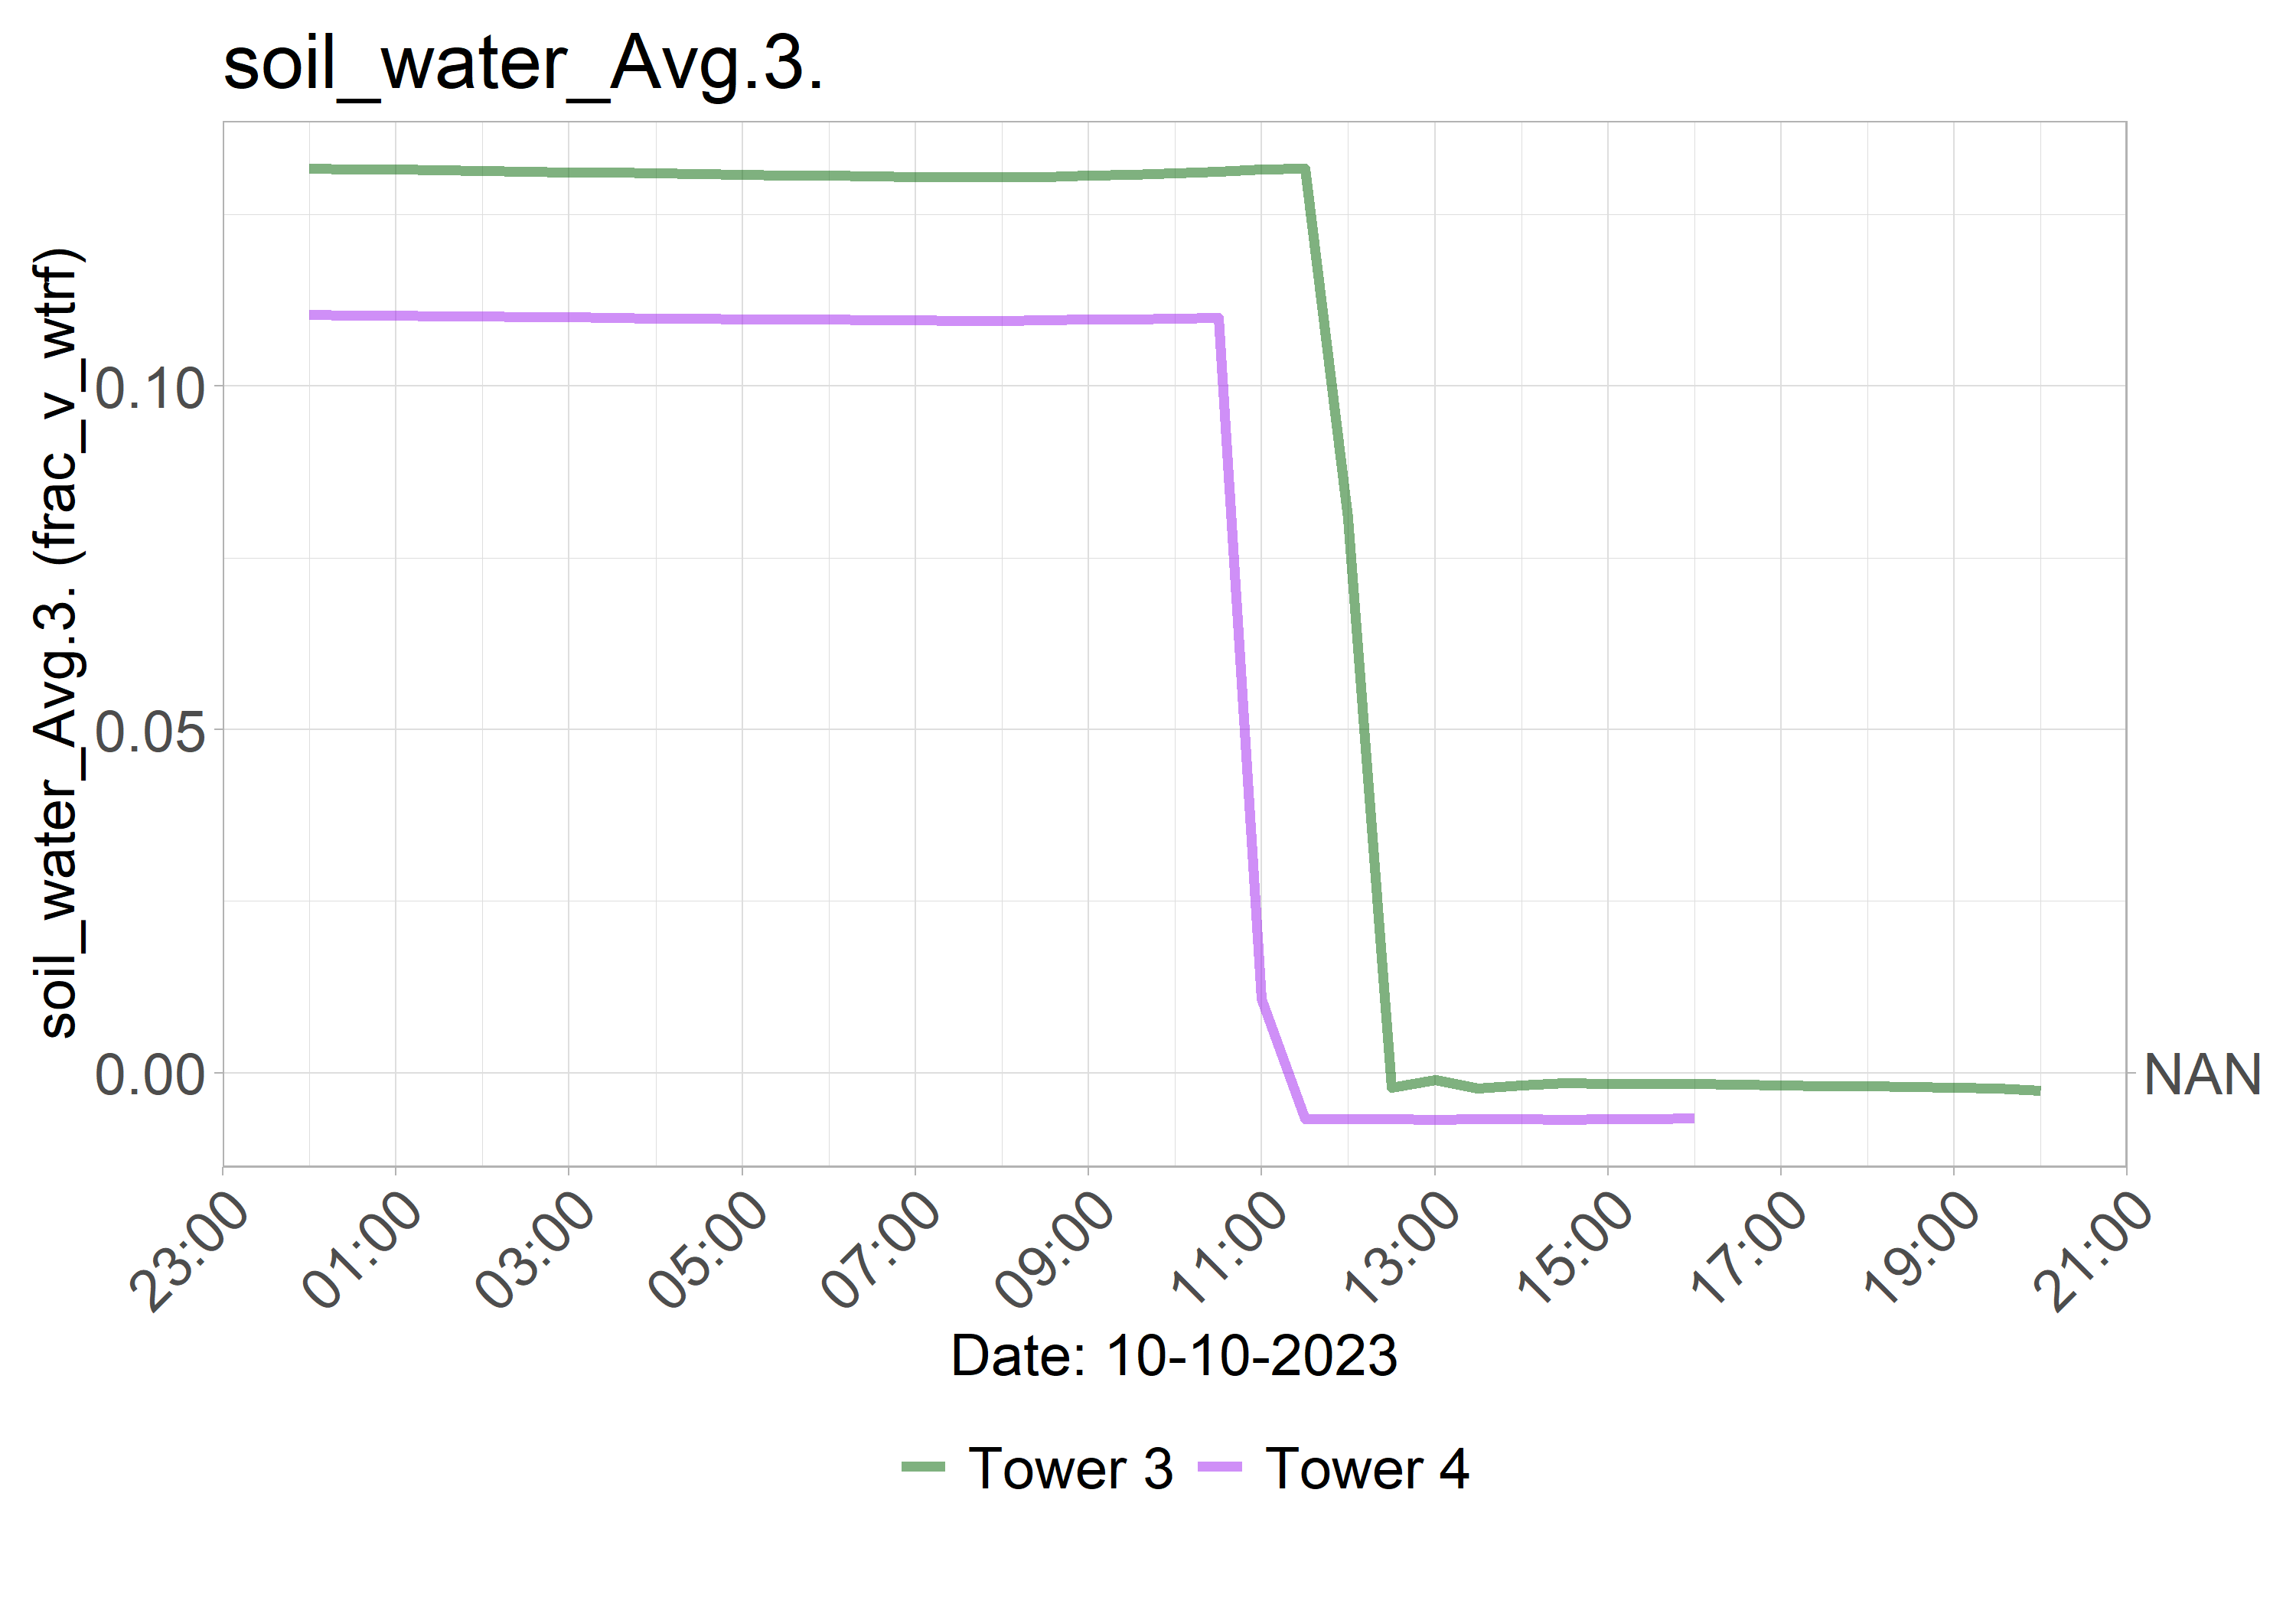 soil_water_Avg.3.
soil_water_Avg.3. (frac_v_wtrf)
0.10
0.05
0.00
NAN
23:00
01:00
03:00
05:00
07:00
09:00
11:00
13:00
15:00
17:00
19:00
21:00
Date: 10-10-2023
Tower 3
Tower 4